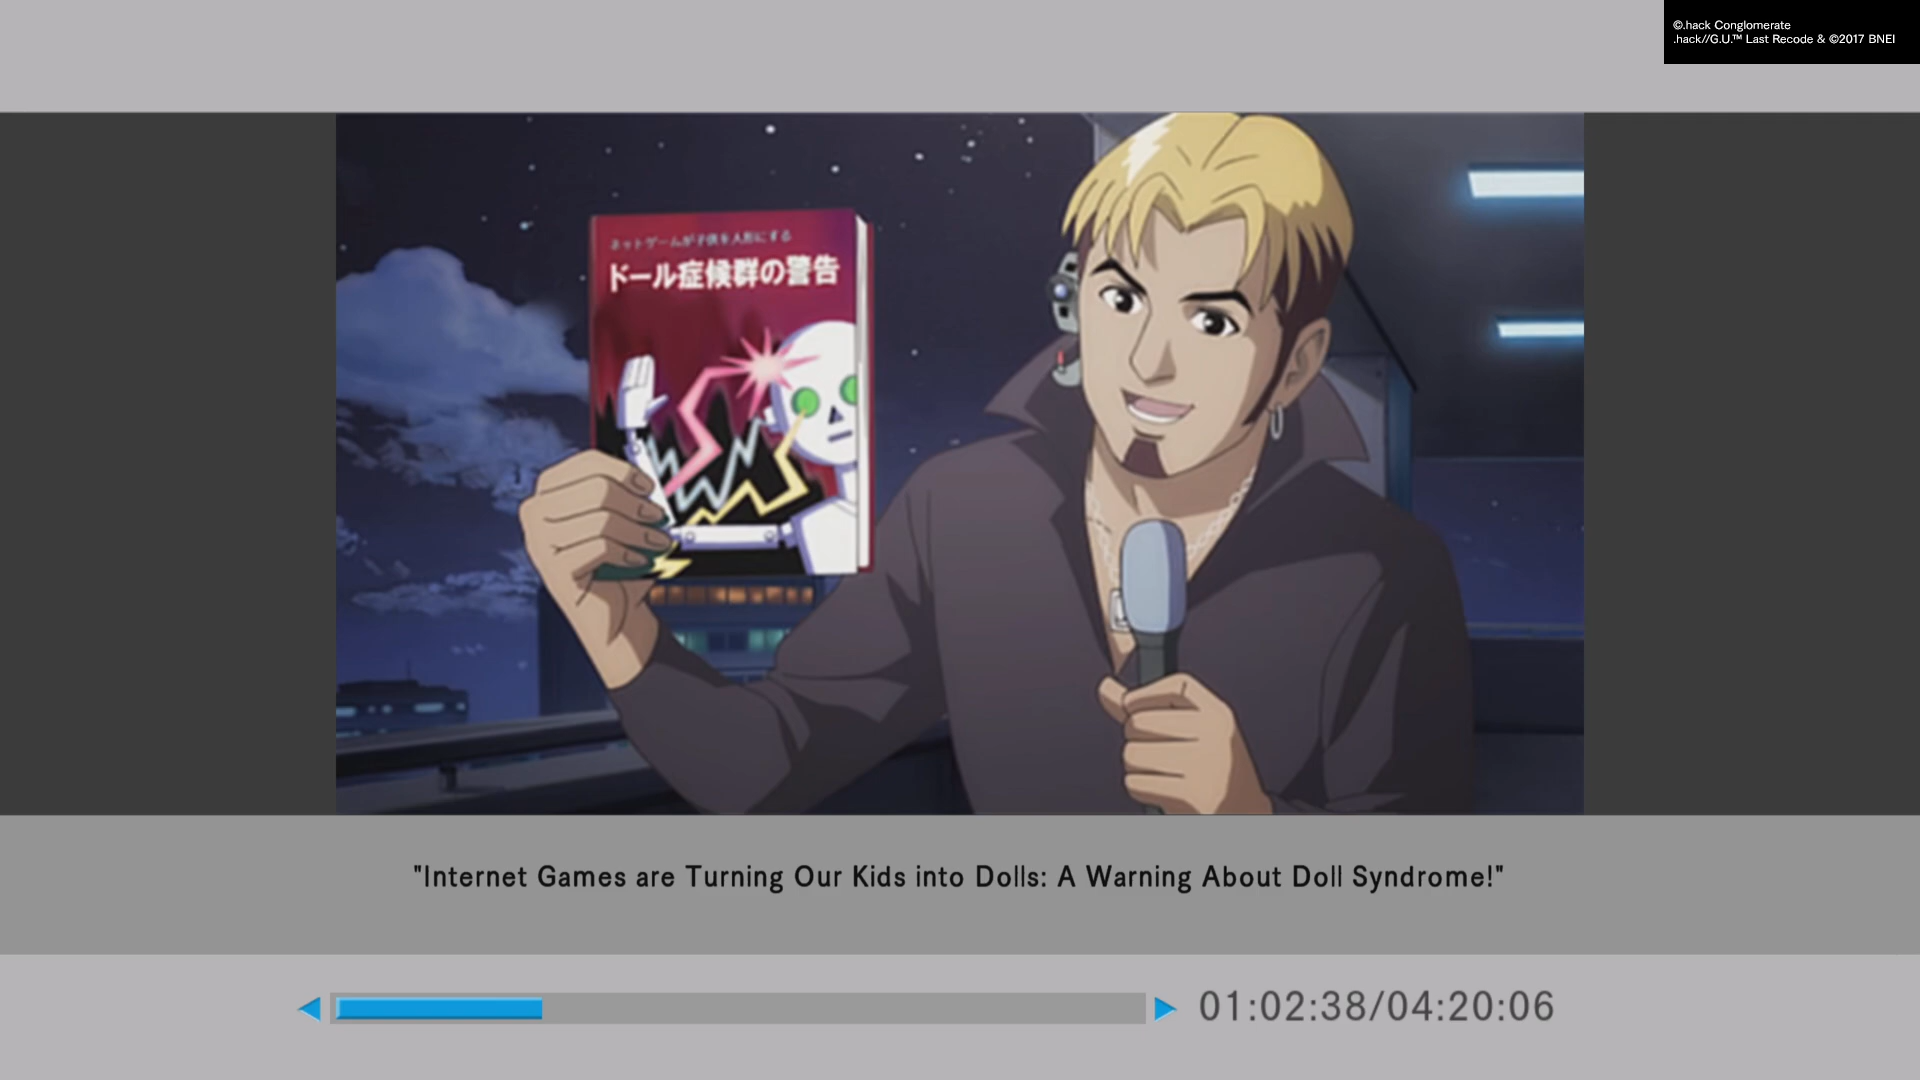 ©.hack Conglomerate
.hack//G.U.™ Last Recode & ©2017 BNEI
ネットゲームが子供を人形にする
ドール症候群の警告
"Internet Games are Turning Our Kids into Dolls: A Warning About Doll Syndrome!"
01:02:38/04:20:06